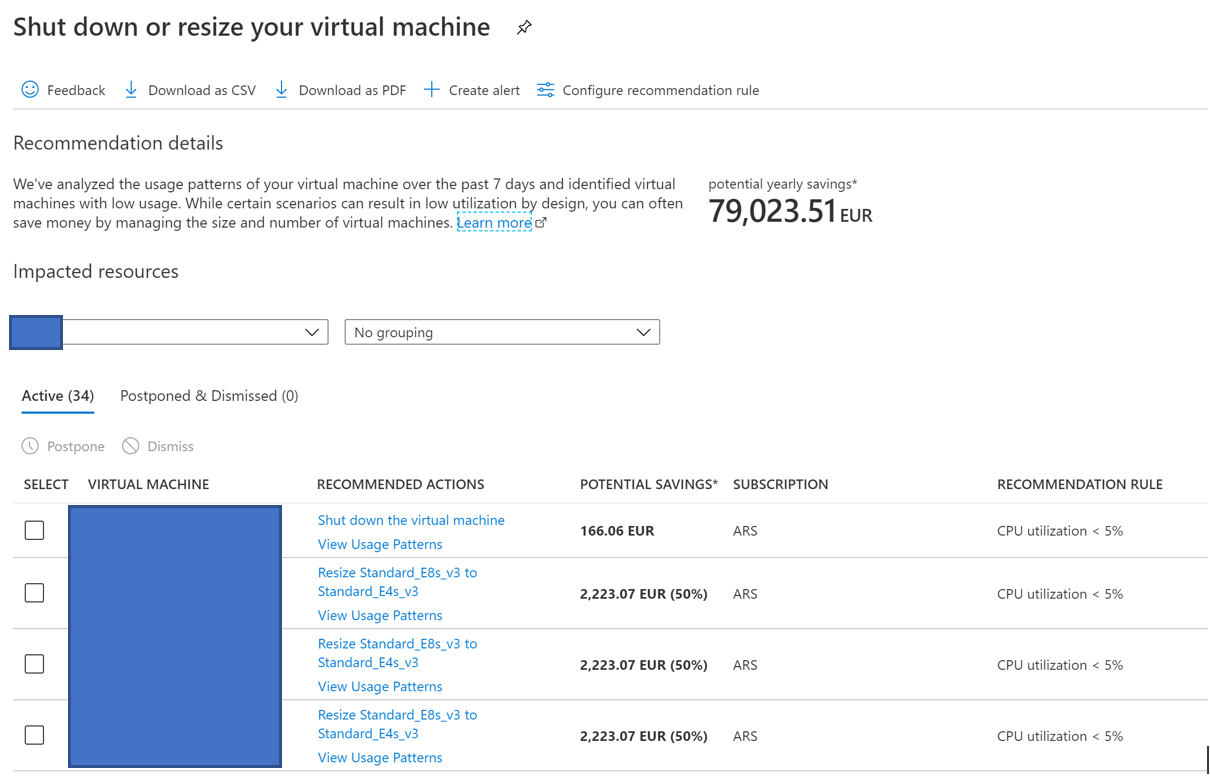 Shut down or resize your virtual machine
Feedback Download as CSV Download as PDF Create alert Configure recommendation rule
Recommendation details
We've analyzed the usage patterns of your virtual machine over the past 7 days and identified virtual
machines with low usage. While certain scenarios can result in low utilization by design, you can often
save money by managing the size and number of virtual machines. Learn more
potential yearly savings*
79,023.51 EUR
Impacted resources
No grouping
Active (34) Postponed & Dismissed (0)
Postpone Dismiss
SELECT VIRTUAL MACHINE RECOMMENDED ACTIONS POTENTIAL SAVINGS* SUBSCRIPTION RECOMMENDATION RULE
Shut down the virtual machine
View Usage Patterns
166.06 EUR ARS CPU utilization < 5%
Resize Standard_E8s_v3 to
Standard_E4s_v3
View Usage Patterns
2,223.07 EUR (50%) ARS CPU utilization < 5%
Resize Standard_E8s_v3 to
Standard_E4s_v3
View Usage Patterns
2,223.07 EUR (50%) ARS CPU utilization < 5%
Resize Standard_E8s_v3 to
Standard_E4s_v3
View Usage Patterns
2,223.07 EUR (50%) ARS CPU utilization < 5%